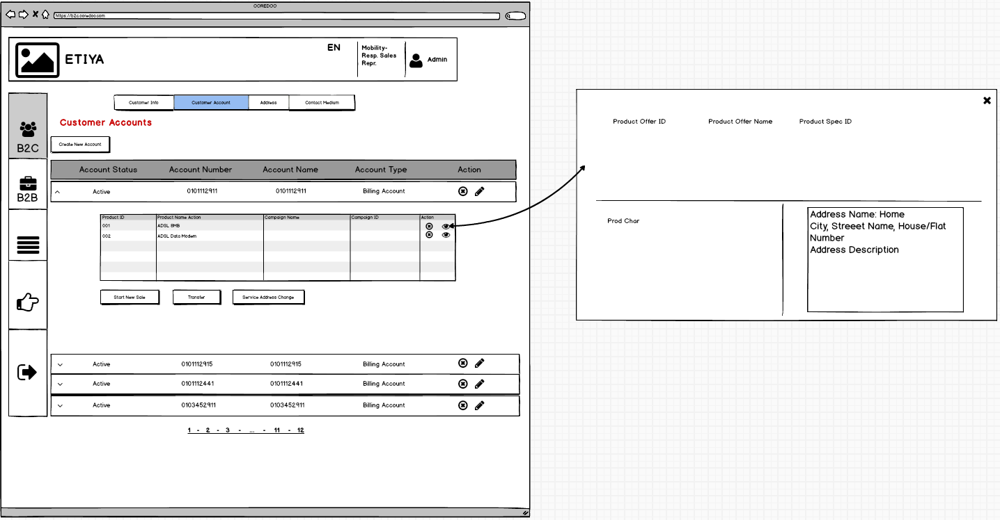 OOREDOO
https://b2c.ooredoo.com
ETIYA
EN
Mobility-
Resp. Sales
Repr.
Admin
Customer Info
Customer Account
Address
Contact Medium
Customer Accounts
B2C
Create New Account
Account Status Account Number Account Name Account Type Action
Active 0101112911 0101112911 Billing Account
B2B
Product ID Product Name Action Campaign Name Campaign ID Action
001 ADSL 8MB
002 ADSL Data Modem
Start New Sale Transfer Service Address Change
Active 0101112915 0101112915 Billing Account
Active 0101112441 0101112441 Billing Account
Active 0103452911 0103452911 Billing Account
1 - 2 - 3 - ... - 11 - 12
Product Offer ID Product Offer Name Product Spec ID
Prod Char
Address Name: Home
City, Streeet Name, House/Flat
Number
Address Description